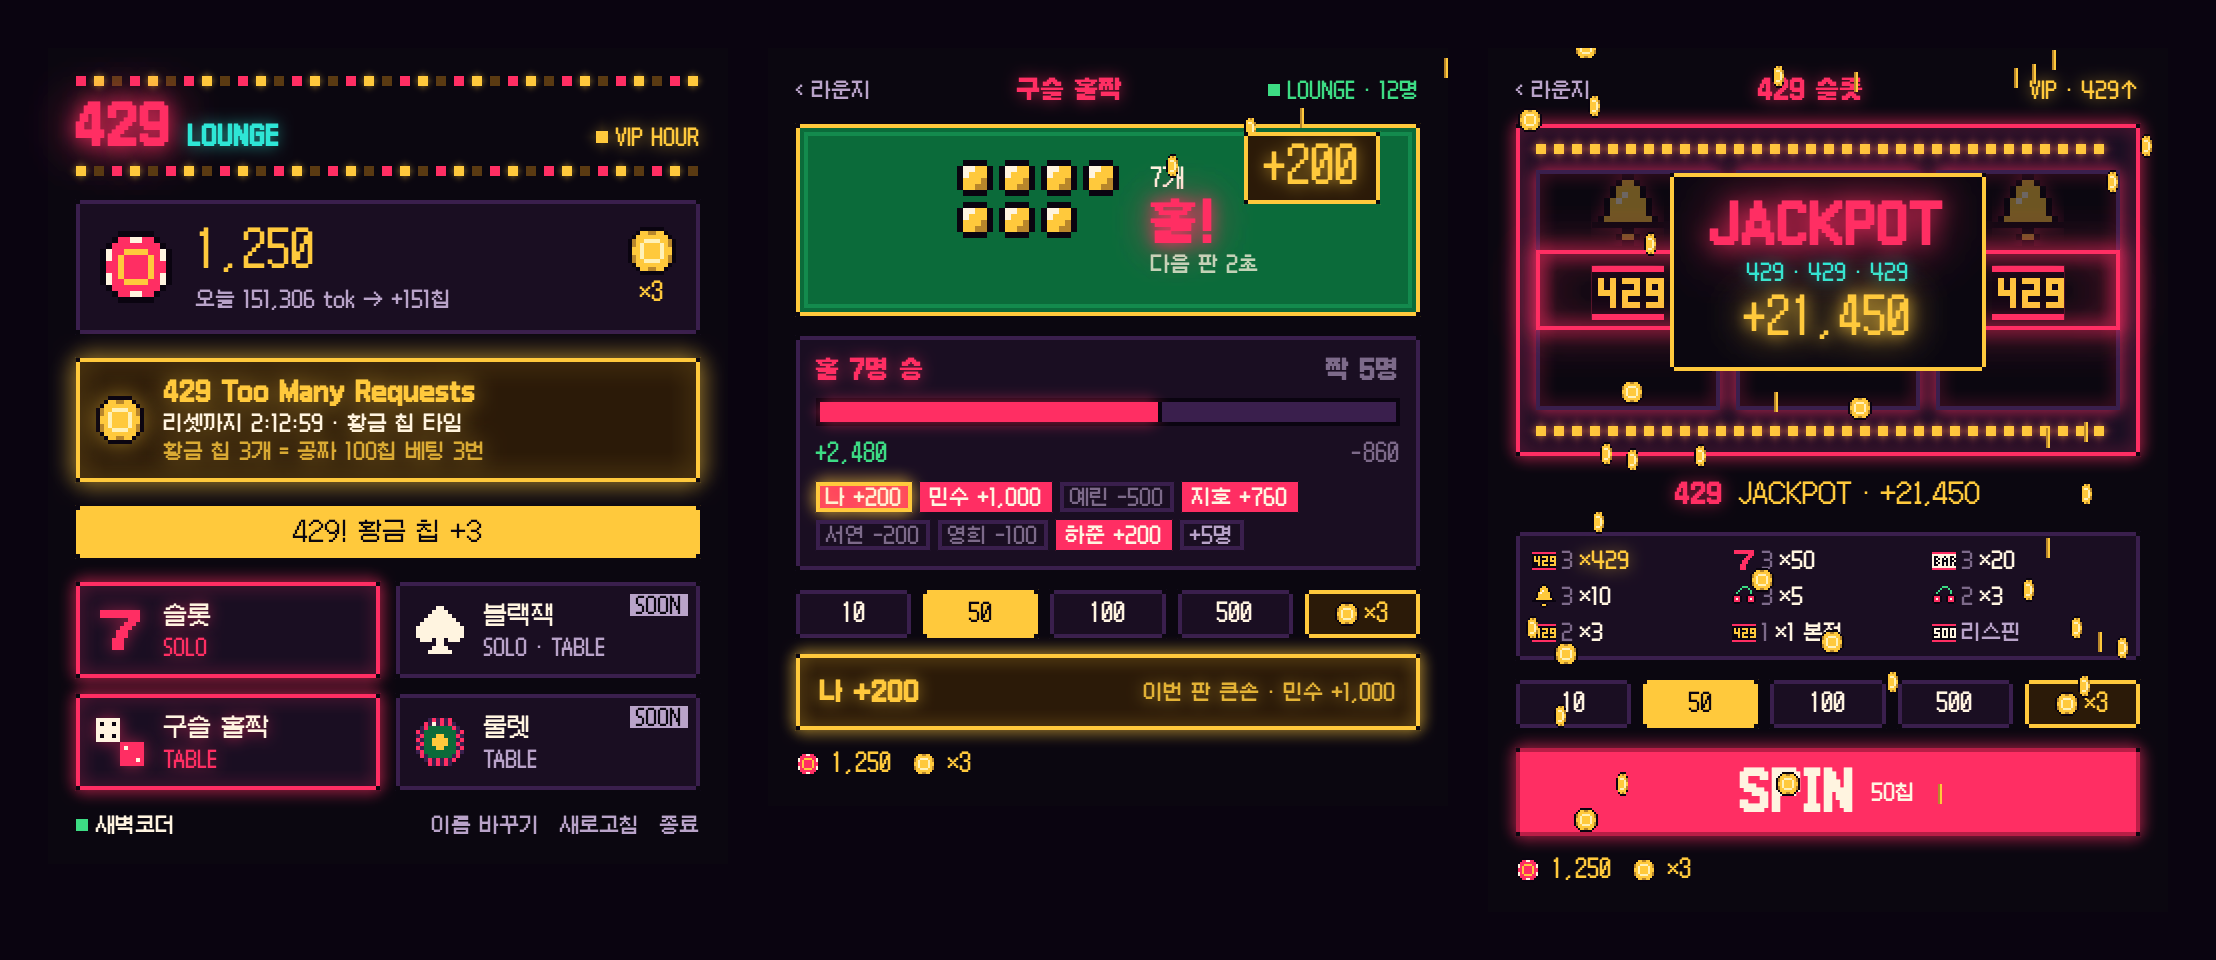 429 LOUNGE
VIP HOUR
1,250
오늘 151,306 tok → +151칩
×3
429 Too Many Requests
리셋까지 2:12:59 · 황금 칩 타임
황금 칩 3개 = 공짜 100칩 베팅 3번
429! 황금 칩 +3
7 슬롯
SOLO
블랙잭
SOON
SOLO · TABLE
구슬 홀짝
TABLE
룰렛
SOON
TABLE
새벽코더
이름 바꾸기 새로고침 종료
‹ 라운지
구슬 홀짝
LOUNGE · 12명
+200
7개
홀!
다음 판 2초
홀 7명 승
짝 5명
+2,480
-860
나 +200 민수 +1,000 예린 -500 지호 +760
서연 -200 영희 -100 하준 +200 +5명
10 50 100 500 ×3
나 +200
이번 판 큰손 · 민수 +1,000
1,250 ×3
‹ 라운지
429 슬롯
VIP · 429↑
JACKPOT
429 · 429 · 429
+21,450
429
429
429 JACKPOT · +21,450
429 3 ×429 7 3 ×50 BAR 3 ×20
3 ×10 3 ×5 2 ×3
429 2 ×3 429 1 ×1 본전 500 리스핀
10 50 100 500 ×3
SPIN 50칩
1,250 ×3